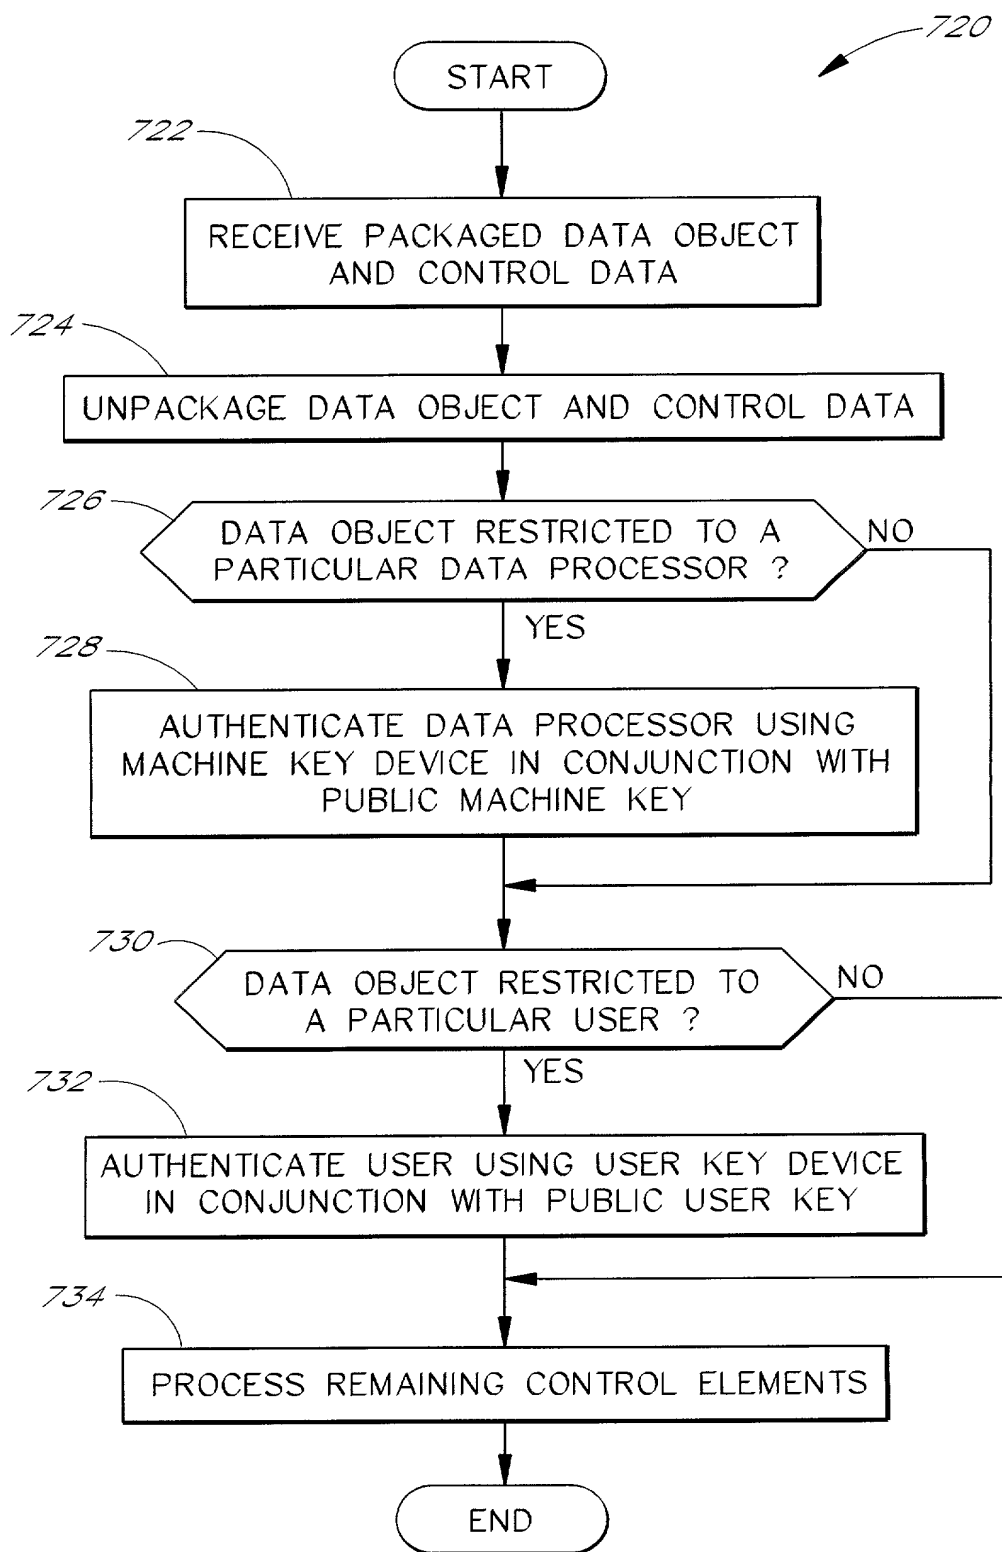 720
START
722
RECEIVE PACKAGED DATA OBJECT
AND CONTROL DATA
724
UNPACKAGE DATA OBJECT AND CONTROL DATA
726
DATA OBJECT RESTRICTED TO A
PARTICULAR DATA PROCESSOR ?
NO
YES
728
AUTHENTICATE DATA PROCESSOR USING
MACHINE KEY DEVICE IN CONJUNCTION WITH
PUBLIC MACHINE KEY
730
DATA OBJECT RESTRICTED TO
A PARTICULAR USER ?
NO
YES
732
AUTHENTICATE USER USING USER KEY DEVICE
IN CONJUNCTION WITH PUBLIC USER KEY
734
PROCESS REMAINING CONTROL ELEMENTS
END